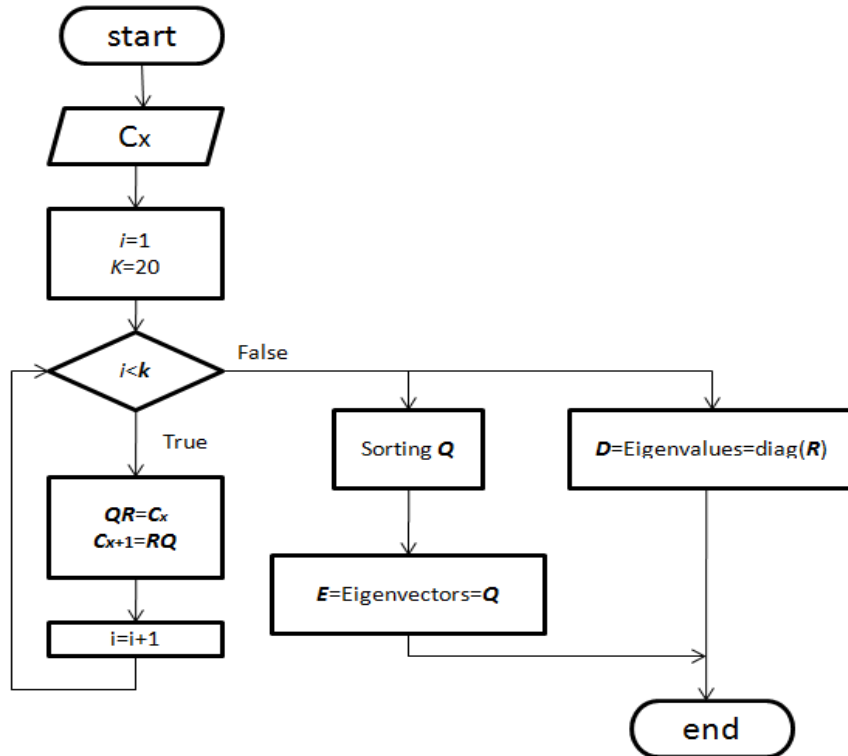 start
Cx
i=1
K=20
i<k
False
True
QR=Cx
Cx+1=RQ
i=i+1
Sorting Q
E=Eigenvectors=Q
D=Eigenvalues=diag(R)
end